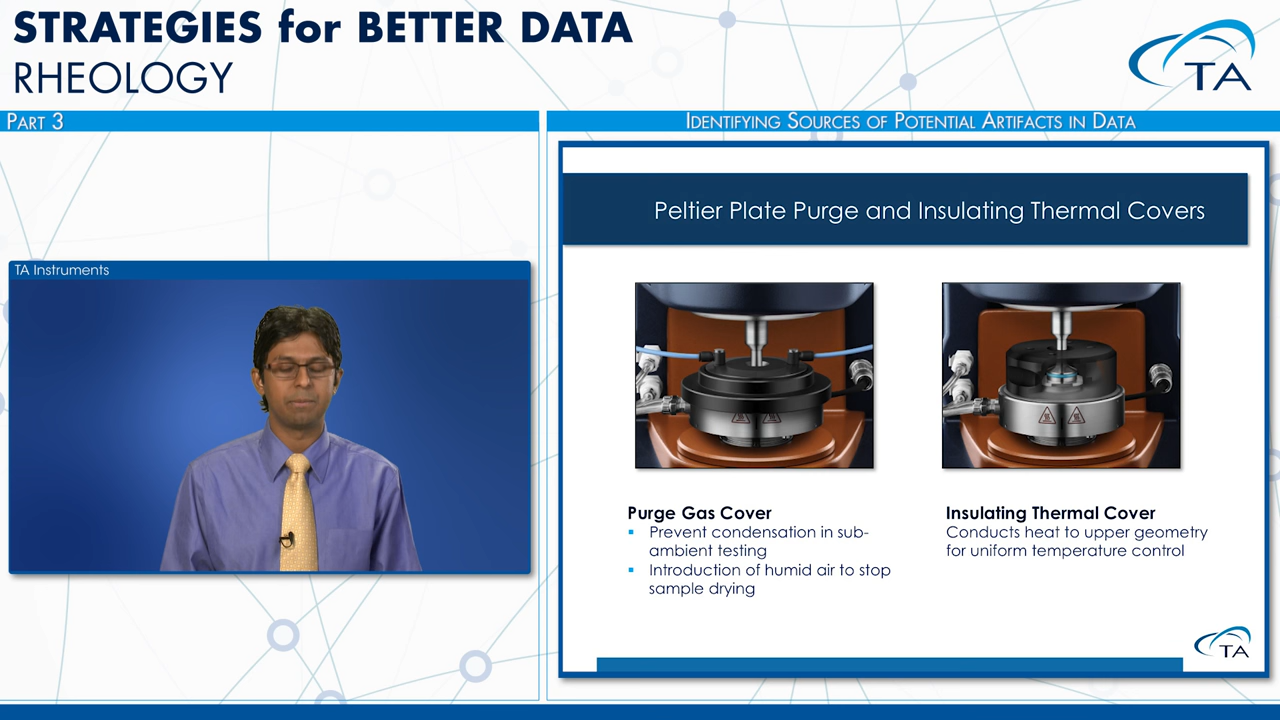 STRATEGIES for BETTER DATA
RHEOLOGY
TA
PART 3
IDENTIFYING SOURCES OF POTENTIAL ARTIFACTS IN DATA
TA Instruments
Peltier Plate Purge and Insulating Thermal Covers
Purge Gas Cover
▪ Prevent condensation in sub-
ambient testing
▪ Introduction of humid air to stop
sample drying
Insulating Thermal Cover
Conducts heat to upper geometry
for uniform temperature control
TA